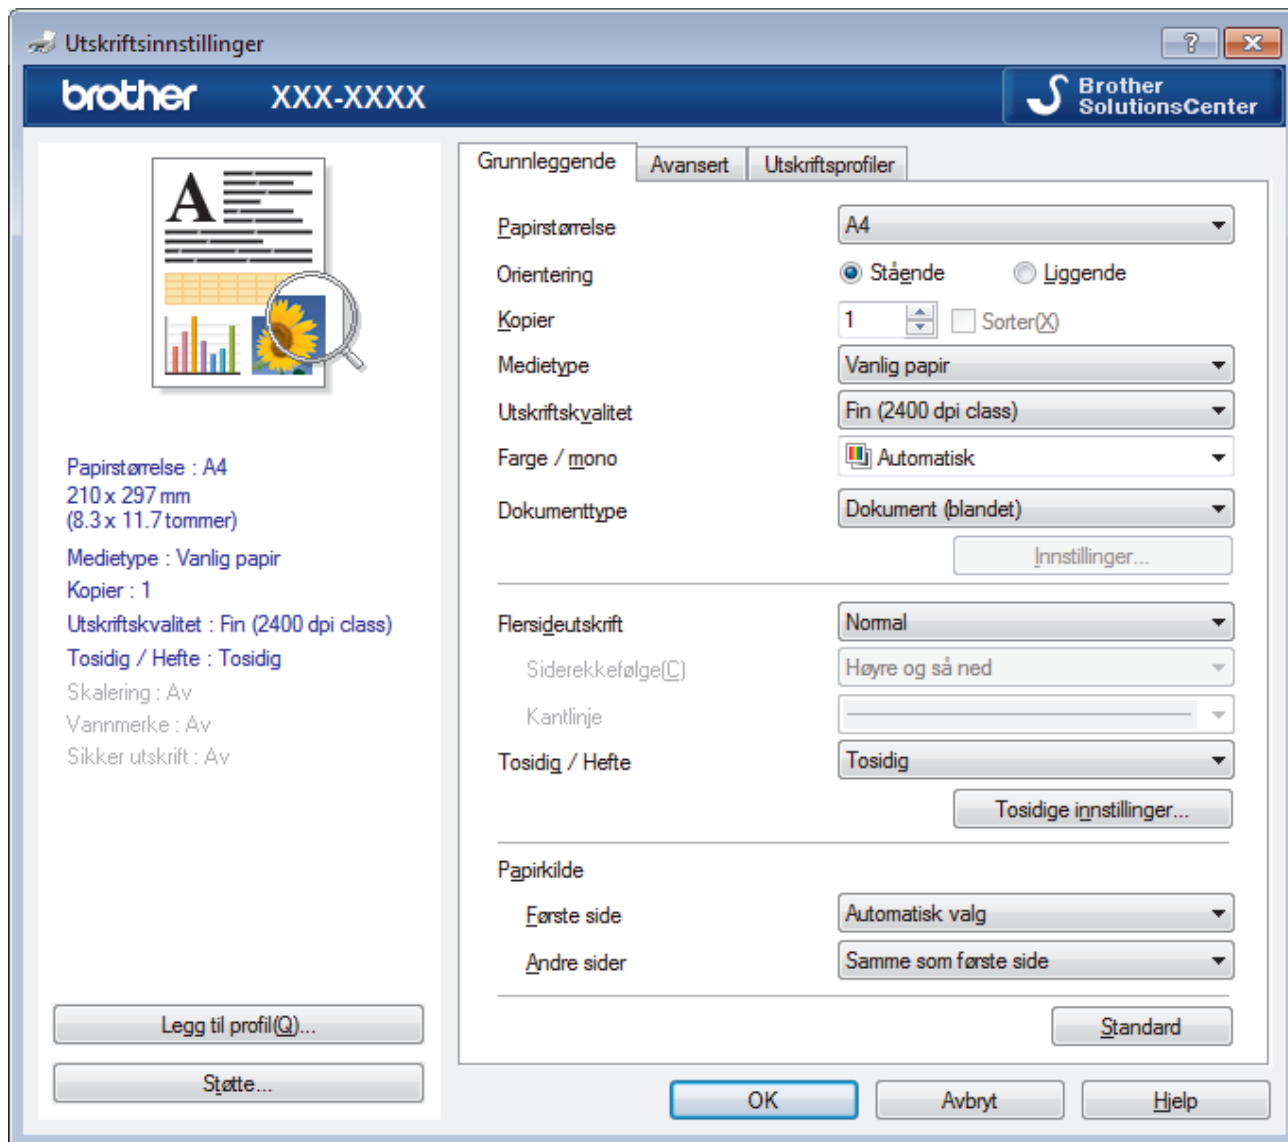 Utskriftsinnstillinger
brother XXX-XXXX
Brother
SolutionsCenter
A
Papirstørrelse : A4
210 x 297 mm
(8.3 x 11.7 tommer)
Medietype : Vanlig papir
Kopier : 1
Utskriftskvalitet : Fin (2400 dpi class)
Tosidig / Hefte : Tosidig
Skalering : Av
Vannmerke : Av
Sikker utskrift : Av
Legg til profil(Q)...
Støtte...
Grunnleggende Avansert Utskriftsprofiler
Papirstørrelse A4
Orientering Stående Liggende
Kopier 1 Sorter(X)
Medietype Vanlig papir
Utskriftskvalitet Fin (2400 dpi class)
Farge / mono Automatisk
Dokumenttype Dokument (blandet)
Innstillinger...
Flersideutskrift Normal
Siderekkefølge(C) Høyre og så ned
Kantlinje
Tosidig / Hefte Tosidig
Tosidige innstillinger...
Papirkilde
Første side Automatisk valg
Andre sider Samme som første side
Standard
OK Avbryt Hjelp